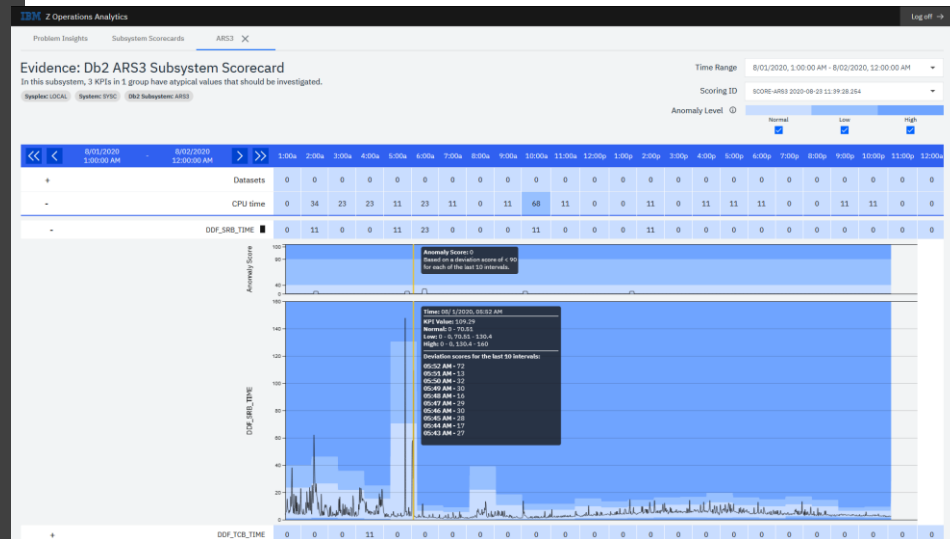 IBM Z Operations Analytics
Log off →
Problem Insights Subsystem Scorecards ARS3 ✕
Evidence: Db2 ARS3 Subsystem Scorecard
In this subsystem, 3 KPIs in 1 group have atypical values that should be investigated.
Sysplex: LOCAL System: SYSC Db2 Subsystem: ARS3
Time Range 8/01/2020, 1:00:00 AM - 8/02/2020, 12:00:00 AM
Scoring ID SCORE-ARS3 2020-08-23 11:39:28.254
Anomaly Level
Normal Low High
8/01/2020 1:00:00 AM - 8/02/2020 12:00:00 AM
1:00a 2:00a 3:00a 4:00a 5:00a 6:00a 7:00a 8:00a 9:00a 10:00a 11:00a 12:00p 1:00p 2:00p 3:00p 4:00p 5:00p 6:00p 7:00p 8:00p 9:00p 10:00p 11:00p 12:00a
+ Datasets 0 0 0 0 0 0 0 0 0 0 0 0 0 0 0 0 0 0 0 0 0 0 0 0
- CPU time 0 34 23 23 11 23 11 0 11 68 11 0 0 11 0 11 11 11 0 0 11 11 0 0
- DDF_SRB_TIME 0 11 0 0 11 23 0 0 0 11 0 0 0 11 0 0 0 0 0 0 0 0 0 0
Anomaly Score
100
90
40
0
Anomaly Score: 0
Based on a deviation score of < 90
for each of the last 10 intervals.
DDF_SRB_TIME
160
120
100
80
60
40
20
0
Time: 08/ 1/2020, 05:52 AM
KPI Value: 109.29
Normal: 0 - 70.51
Low: 0 - 0, 70.51 - 130.4
High: 0 - 0, 130.4 - 160
Deviation scores for the last 10 intervals:
05:52 AM - 72
05:51 AM - 13
05:50 AM - 32
05:49 AM - 30
05:48 AM - 16
05:47 AM - 29
05:46 AM - 30
05:45 AM - 28
05:44 AM - 17
05:43 AM - 27
+ DDF_TCB_TIME 0 0 0 11 0 0 0 0 0 0 0 0 0 0 0 0 0 0 0 0 0 0 0 0